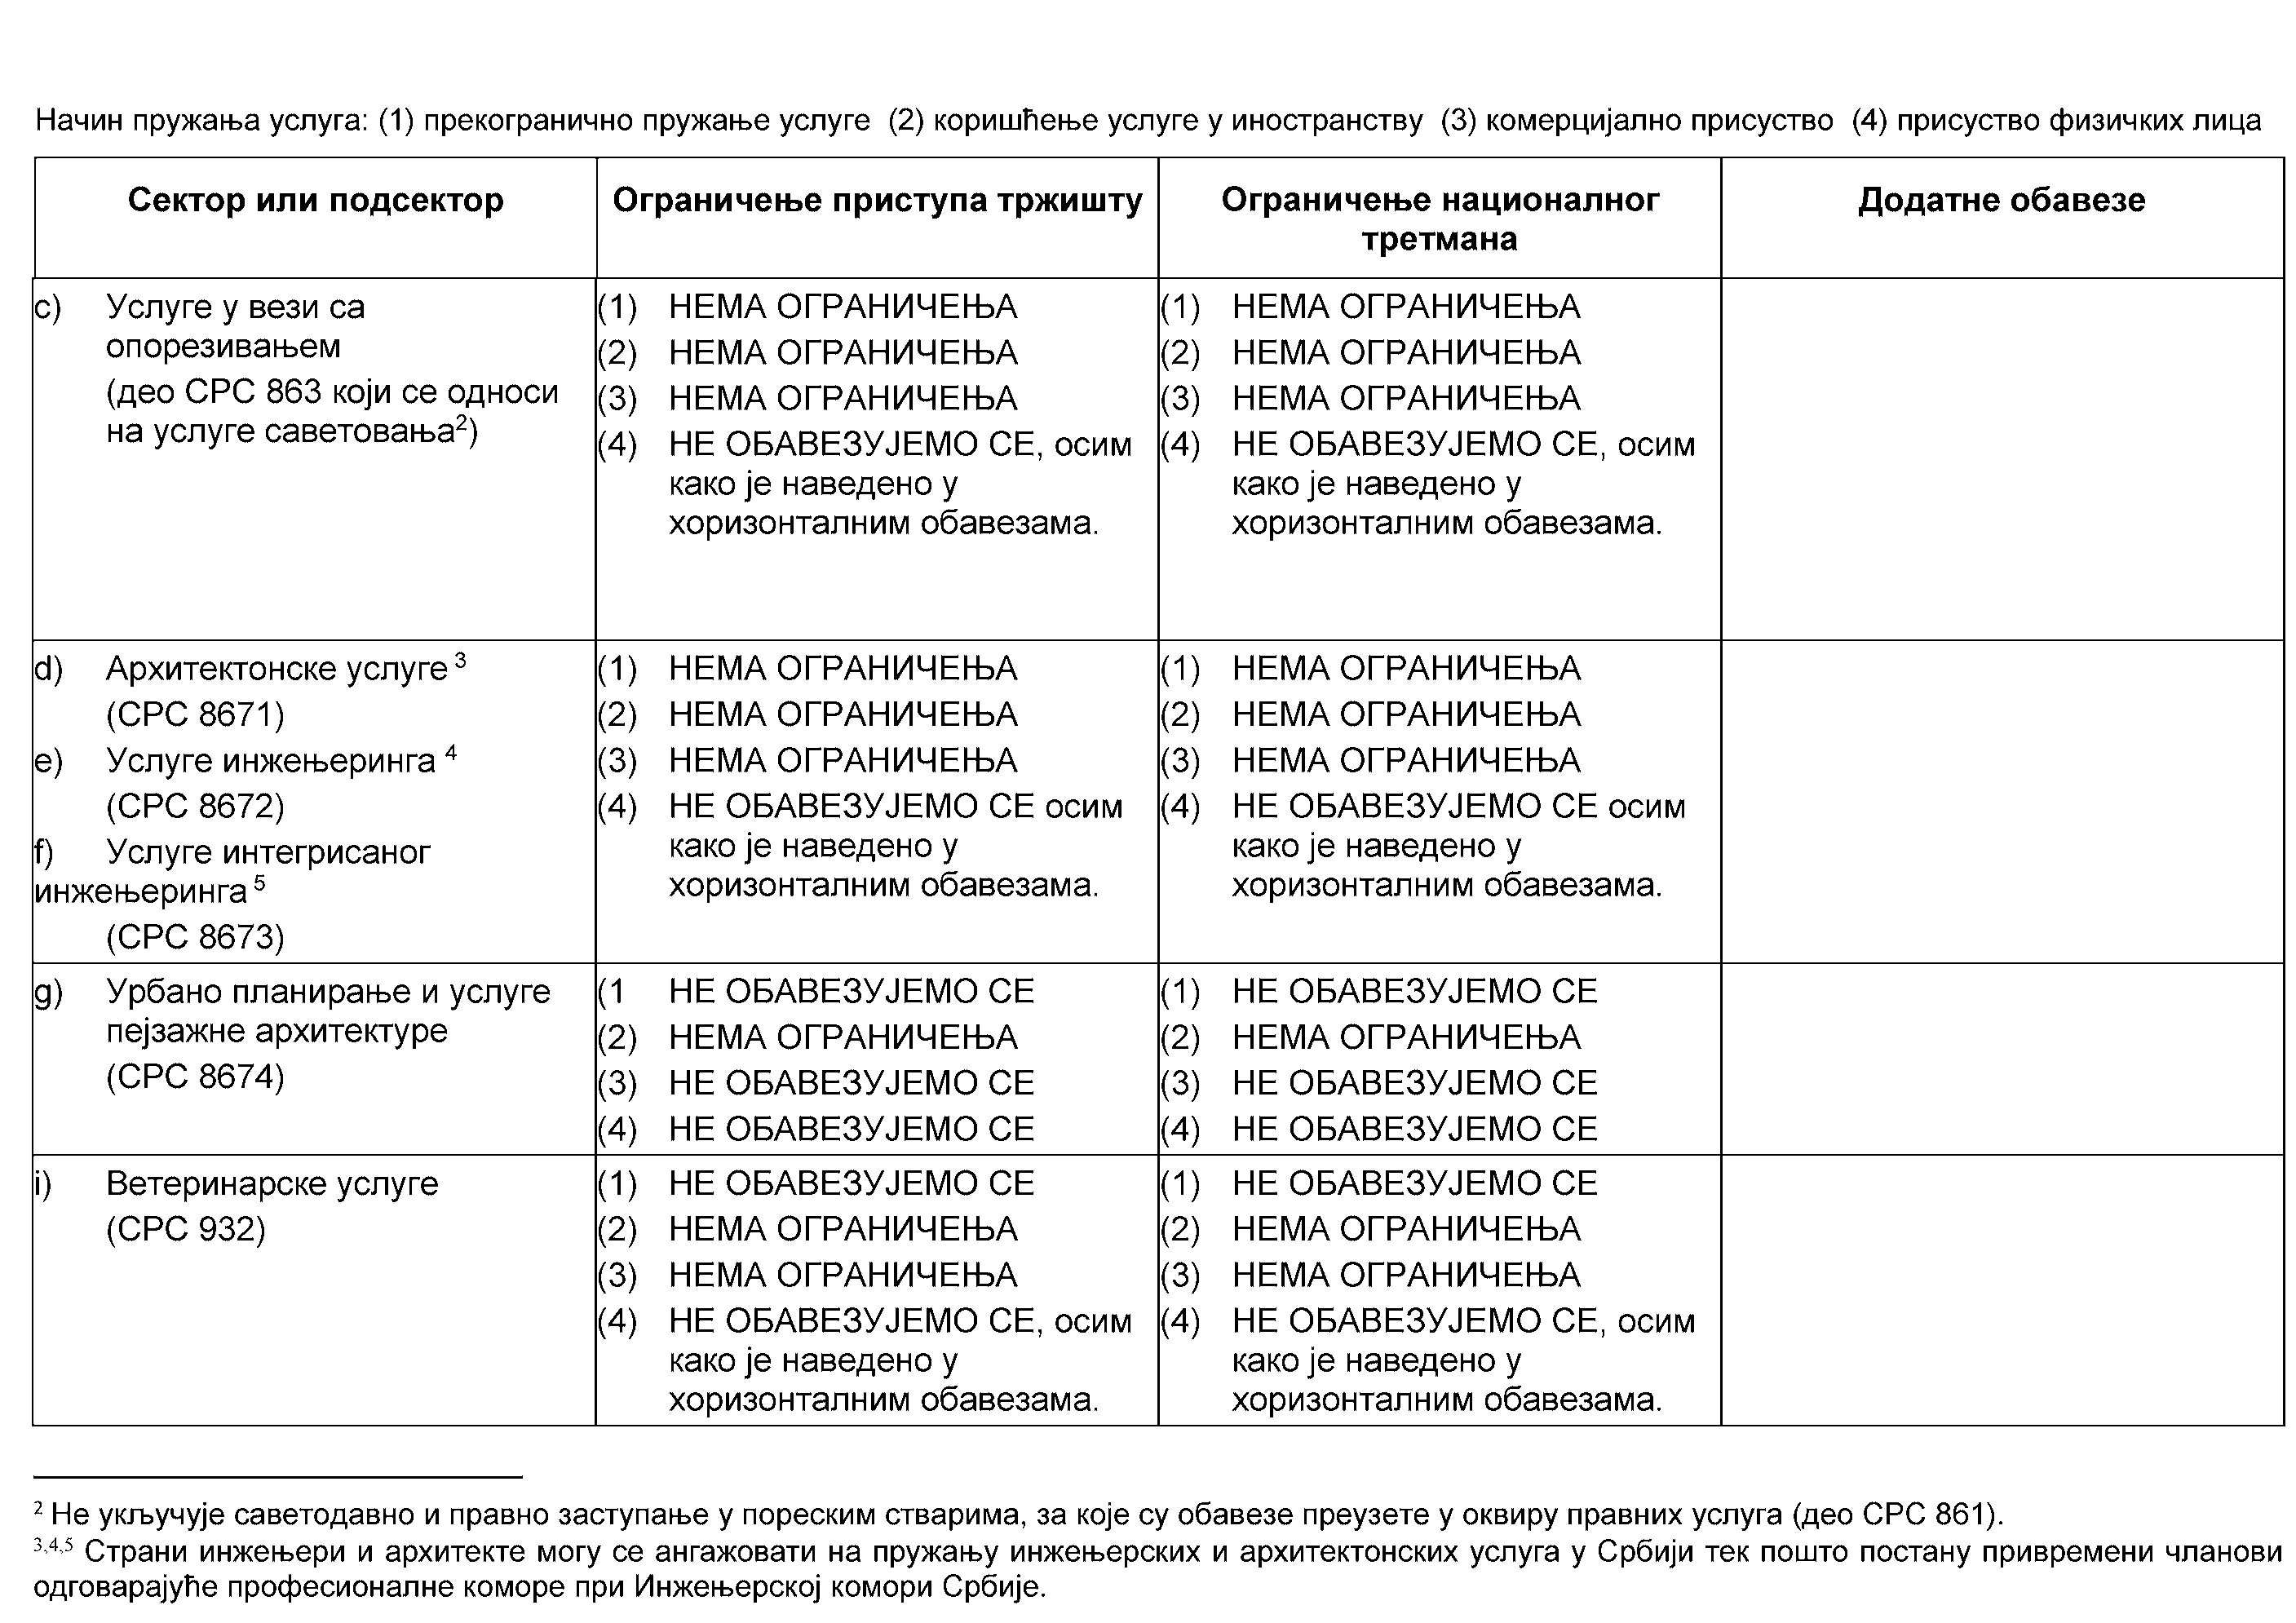 Начин пружања услуга: (1) прекогранично пружање услуге (2) коришћење услуге у иностранству (3) комерцијално присуство (4) присуство физичких лица
Сектор или подсектор
Ограничење приступа тржишту
Ограничење националног
третмана
Додатне обавезе
c) Услуге у вези са
опорезивањем
(део CPC 863 који се односи
на услуге саветовања²)
(1) НЕМА ОГРАНИЧЕЊА
(2) НЕМА ОГРАНИЧЕЊА
(3) НЕМА ОГРАНИЧЕЊА
(4) НЕ ОБАВЕЗУЈЕМО СЕ, осим
како је наведено у
хоризонталним обавезама.
(1) НЕМА ОГРАНИЧЕЊА
(2) НЕМА ОГРАНИЧЕЊА
(3) НЕМА ОГРАНИЧЕЊА
(4) НЕ ОБАВЕЗУЈЕМО СЕ, осим
како је наведено у
хоризонталним обавезама.
d) Архитектонске услуге ³
(CPC 8671)
e) Услуге инжењеринга ⁴
(CPC 8672)
f) Услуге интегрисаног
инжењеринга ⁵
(CPC 8673)
(1) НЕМА ОГРАНИЧЕЊА
(2) НЕМА ОГРАНИЧЕЊА
(3) НЕМА ОГРАНИЧЕЊА
(4) НЕ ОБАВЕЗУЈЕМО СЕ осим
како је наведено у
хоризонталним обавезама.
(1) НЕМА ОГРАНИЧЕЊА
(2) НЕМА ОГРАНИЧЕЊА
(3) НЕМА ОГРАНИЧЕЊА
(4) НЕ ОБАВЕЗУЈЕМО СЕ осим
како је наведено у
хоризонталним обавезама.
g) Урбано планирање и услуге
пејзажне архитектуре
(CPC 8674)
(1 НЕ ОБАВЕЗУЈЕМО СЕ
(2) НЕМА ОГРАНИЧЕЊА
(3) НЕ ОБАВЕЗУЈЕМО СЕ
(4) НЕ ОБАВЕЗУЈЕМО СЕ
(1) НЕ ОБАВЕЗУЈЕМО СЕ
(2) НЕМА ОГРАНИЧЕЊА
(3) НЕ ОБАВЕЗУЈЕМО СЕ
(4) НЕ ОБАВЕЗУЈЕМО СЕ
i) Ветеринарске услуге
(CPC 932)
(1) НЕ ОБАВЕЗУЈЕМО СЕ
(2) НЕМА ОГРАНИЧЕЊА
(3) НЕМА ОГРАНИЧЕЊА
(4) НЕ ОБАВЕЗУЈЕМО СЕ, осим
како је наведено у
хоризонталним обавезама.
(1) НЕ ОБАВЕЗУЈЕМО СЕ
(2) НЕМА ОГРАНИЧЕЊА
(3) НЕМА ОГРАНИЧЕЊА
(4) НЕ ОБАВЕЗУЈЕМО СЕ, осим
како је наведено у
хоризонталним обавезама.
² Не укључује саветодавно и правно заступање у пореским стварима, за које су обавезе преузете у оквиру правних услуга (део CPC 861).
³,⁴,⁵ Страни инжењери и архитекте могу се ангажовати на пружању инжењерских и архитектонских услуга у Србији тек пошто постану привремени чланови
одговарајуће професионалне коморе при Инжењерској комори Србије.